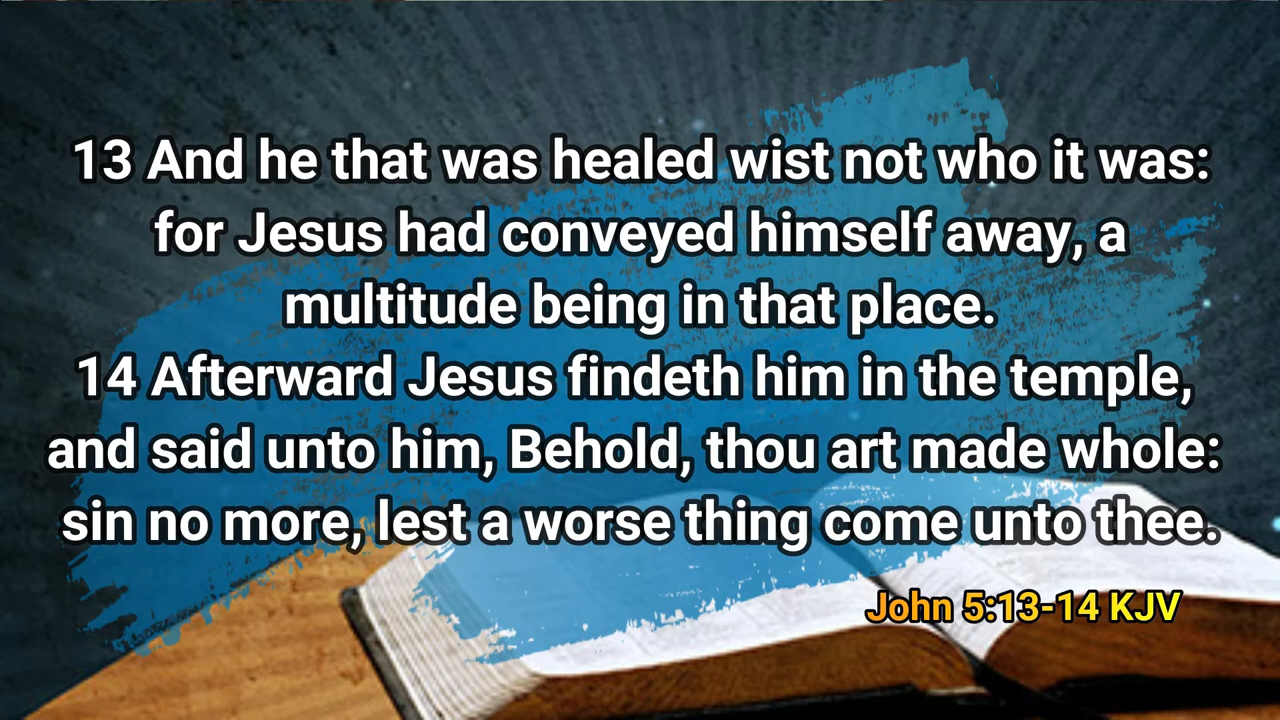 13 And he that was healed wist not who it was:
for Jesus had conveyed himself away, a
multitude being in that place.
14 Afterward Jesus findeth him in the temple,
and said unto him, Behold, thou art made whole:
sin no more, lest a worse thing come unto thee.
John 5:13-14 KJV